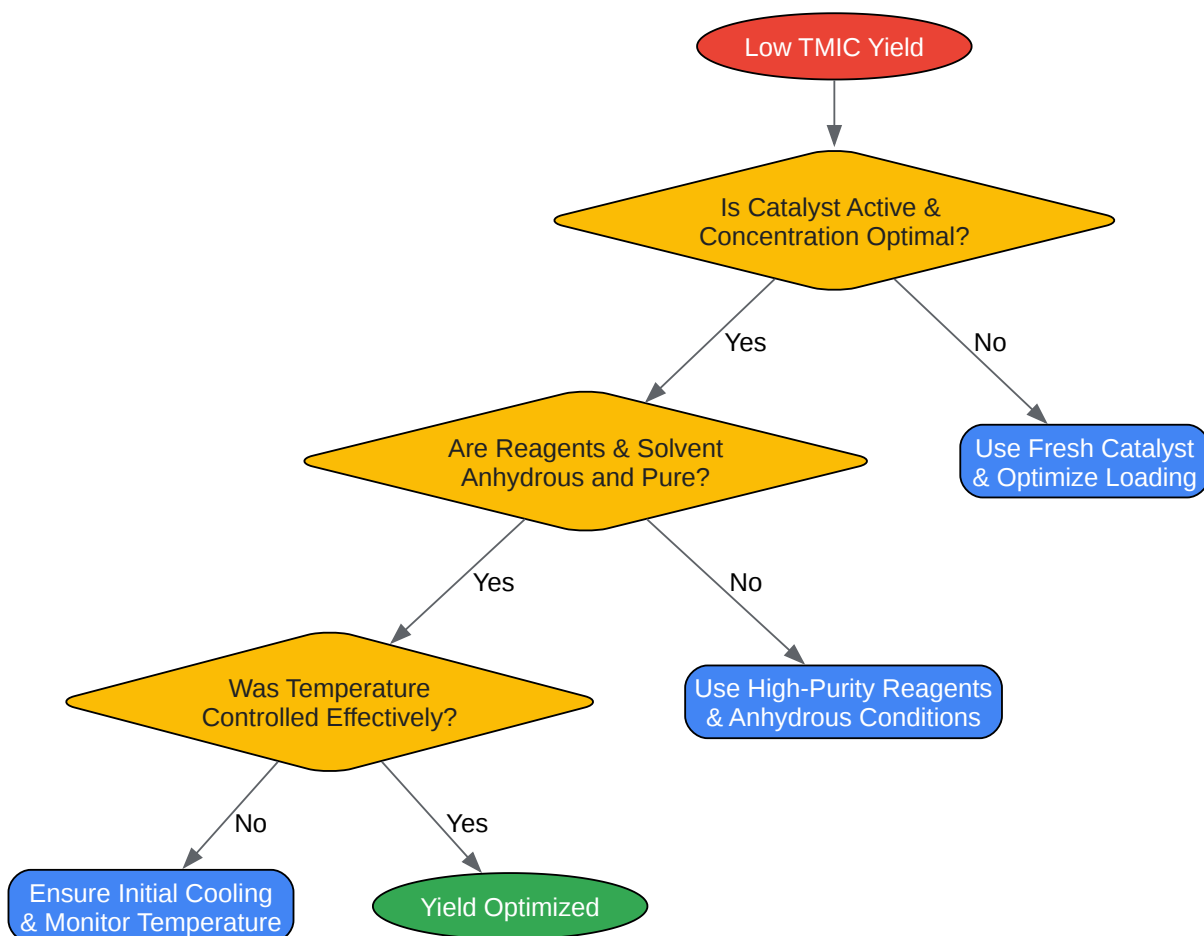 Low TMIC Yield
Is Catalyst Active &
Concentration Optimal?
Yes
No
Are Reagents & Solvent
Anhydrous and Pure?
Use Fresh Catalyst
& Optimize Loading
Yes
No
Was Temperature
Controlled Effectively?
Use High-Purity Reagents
& Anhydrous Conditions
No
Yes
Ensure Initial Cooling
& Monitor Temperature
Yield Optimized